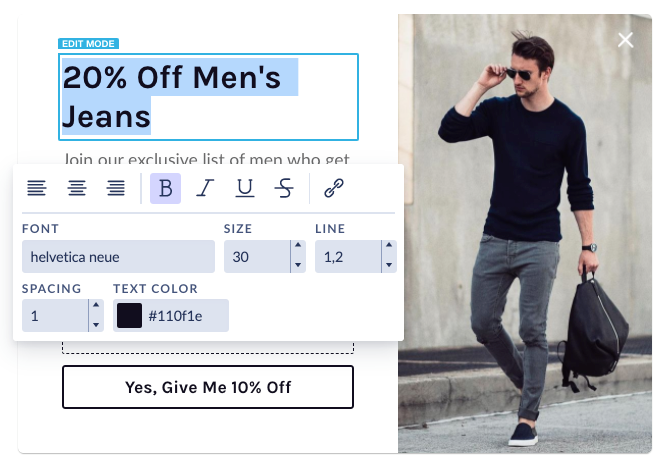 EDIT MODE
20% Off Men's
Jeans
Join our exclusive list of men who get
B I U S
FONT SIZE LINE
helvetica neue 30 1,2
SPACING TEXT COLOR
1 #110f1e
Yes, Give Me 10% Off